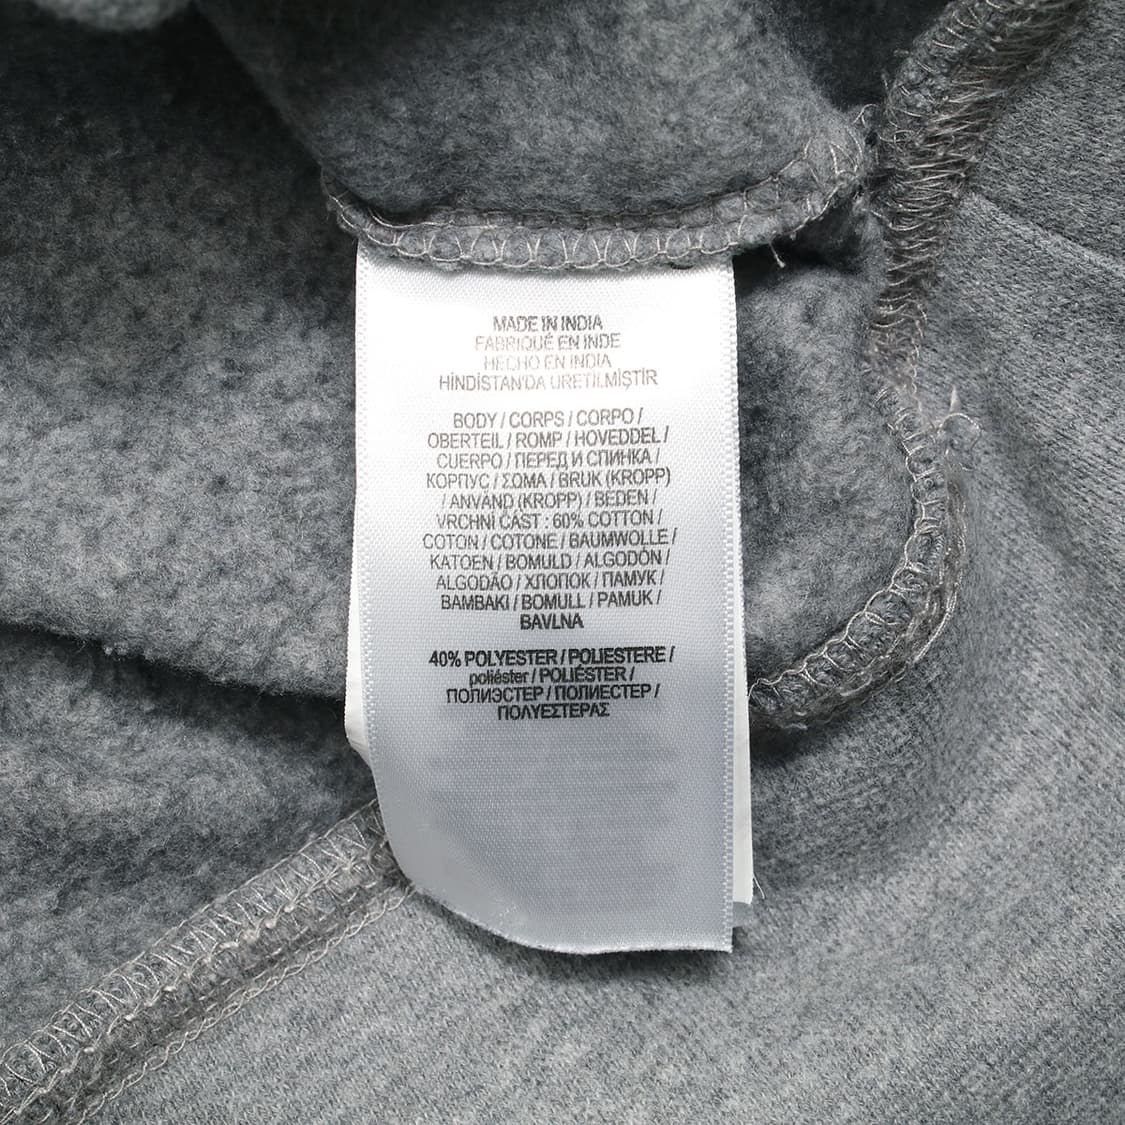 MADE IN INDIA
FABRIQUÉ EN INDE
HECHO EN INDIA
HİNDİSTAN'DA ÜRETİLMİŞTİR
BODY / CORPS / CORPO /
OBERTEIL / ROMP / HOVEDDEL /
CUERPO / ПЕРЕД И СПИНКА /
КОРПУС / ΣΩΜΑ / BRUK (KROPP)
/ ANVÄND (KROPP) / BEDEN /
VRCHNÍ ČÁST : 60% COTTON /
COTON / COTONE / BAUMWOLLE /
KATOEN / BOMULD / ALGODÓN /
ALGODÃO / ХЛОПОК / ПАМУК /
BAMBAKI / BOMULL / PAMUK /
BAVLNA
40% POLYESTER / POLIESTERE /
poliéster / POLIÉSTER /
ПОЛИЭСТЕР / ПОЛИЕСТЕР /
ΠΟΛΥΕΣΤΕΡΑΣ